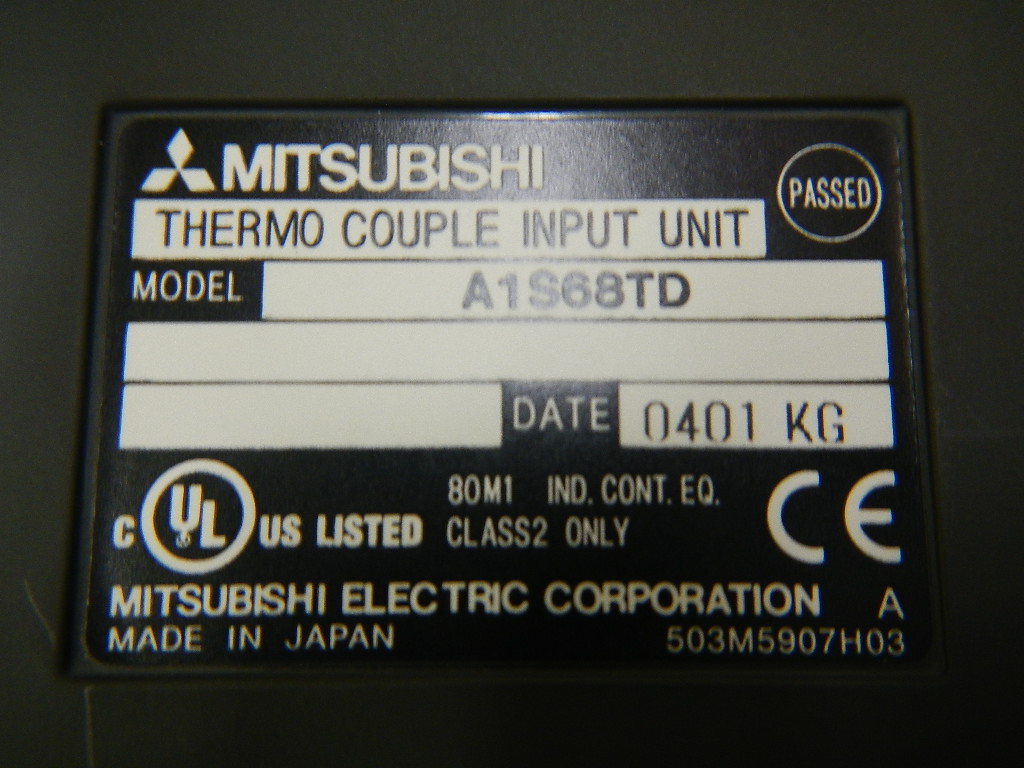 MITSUBISHI
PASSED
THERMO COUPLE INPUT UNIT
MODEL A1S68TD
DATE 0401 KG
C UL US LISTED
80M1 IND. CONT. EQ.
CLASS2 ONLY
CE
MITSUBISHI ELECTRIC CORPORATION A
MADE IN JAPAN 503M5907H03